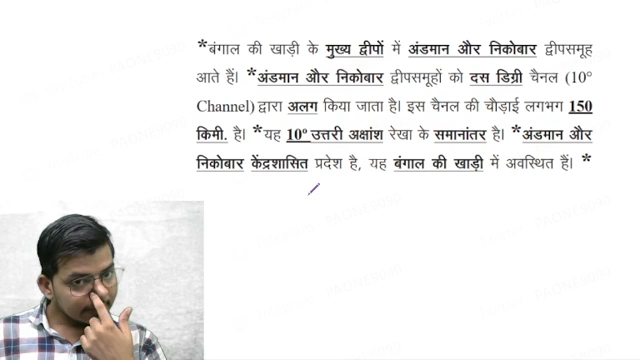 *बंगाल की खाड़ी के मुख्य द्वीपों में अंडमान और निकोबार द्वीपसमूह
आते हैं। *अंडमान और निकोबार द्वीपसमूहों को दस डिग्री चैनल (10°
Channel) द्वारा अलग किया जाता है। इस चैनल की चौड़ाई लगभग 150
किमी. है। *यह 10° उत्तरी अक्षांश रेखा के समानांतर है। *अंडमान और
निकोबार केंद्रशासित प्रदेश है, यह बंगाल की खाड़ी में अवस्थित हैं। *